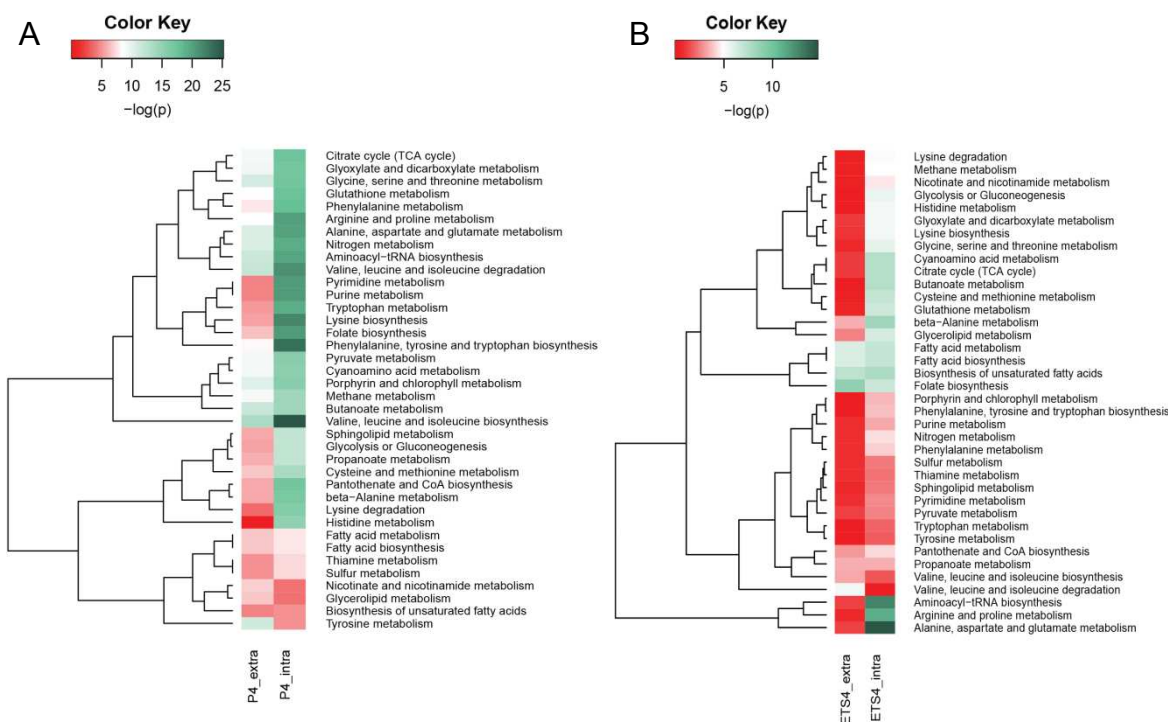 A
Color Key
5 10 15 20 25
−log(p)
Citrate cycle (TCA cycle)
Glyoxylate and dicarboxylate metabolism
Glycine, serine and threonine metabolism
Glutathione metabolism
Phenylalanine metabolism
Arginine and proline metabolism
Alanine, aspartate and glutamate metabolism
Nitrogen metabolism
Aminoacyl−tRNA biosynthesis
Valine, leucine and isoleucine degradation
Pyrimidine metabolism
Purine metabolism
Tryptophan metabolism
Lysine biosynthesis
Folate biosynthesis
Phenylalanine, tyrosine and tryptophan biosynthesis
Pyruvate metabolism
Cyanoamino acid metabolism
Porphyrin and chlorophyll metabolism
Methane metabolism
Butanoate metabolism
Valine, leucine and isoleucine biosynthesis
Sphingolipid metabolism
Glycolysis or Gluconeogenesis
Propanoate metabolism
Cysteine and methionine metabolism
Pantothenate and CoA biosynthesis
beta−Alanine metabolism
Lysine degradation
Histidine metabolism
Fatty acid metabolism
Fatty acid biosynthesis
Thiamine metabolism
Sulfur metabolism
Nicotinate and nicotinamide metabolism
Glycerolipid metabolism
Biosynthesis of unsaturated fatty acids
Tyrosine metabolism
P4_extra
P4_intra
B
Color Key
5 10
−log(p)
Lysine degradation
Methane metabolism
Nicotinate and nicotinamide metabolism
Glycolysis or Gluconeogenesis
Histidine metabolism
Glyoxylate and dicarboxylate metabolism
Lysine biosynthesis
Glycine, serine and threonine metabolism
Cyanoamino acid metabolism
Citrate cycle (TCA cycle)
Butanoate metabolism
Cysteine and methionine metabolism
Glutathione metabolism
beta−Alanine metabolism
Glycerolipid metabolism
Fatty acid metabolism
Fatty acid biosynthesis
Biosynthesis of unsaturated fatty acids
Folate biosynthesis
Porphyrin and chlorophyll metabolism
Phenylalanine, tyrosine and tryptophan biosynthesis
Purine metabolism
Nitrogen metabolism
Phenylalanine metabolism
Sulfur metabolism
Thiamine metabolism
Sphingolipid metabolism
Pyrimidine metabolism
Pyruvate metabolism
Tryptophan metabolism
Tyrosine metabolism
Pantothenate and CoA biosynthesis
Propanoate metabolism
Valine, leucine and isoleucine biosynthesis
Valine, leucine and isoleucine degradation
Aminoacyl−tRNA biosynthesis
Arginine and proline metabolism
Alanine, aspartate and glutamate metabolism
ETS4_extra
ETS4_intra